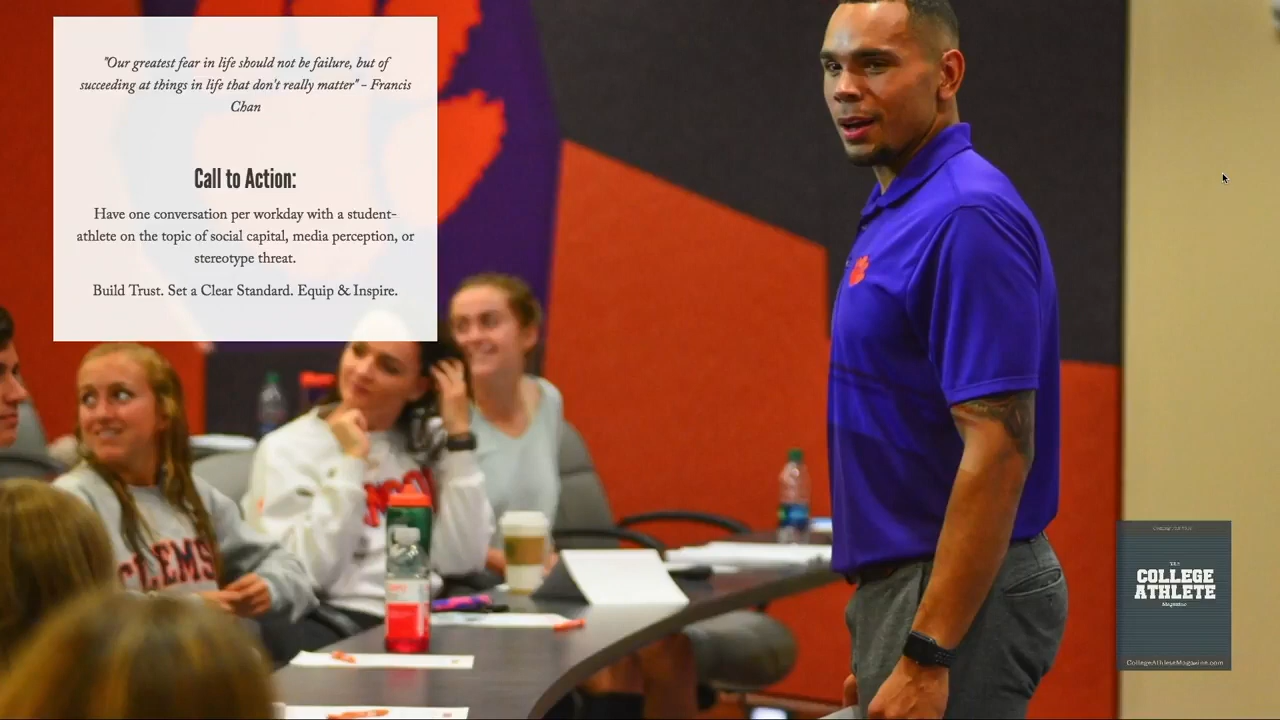 "Our greatest fear in life should not be failure, but of
succeeding at things in life that don't really matter" - Francis
Chan
Call to Action:
Have one conversation per workday with a student-
athlete on the topic of social capital, media perception, or
stereotype threat.
Build Trust. Set a Clear Standard. Equip & Inspire.
CLEMS
THE
COLLEGE
ATHLETE
Magazine
CollegeAthleteMagazine.com